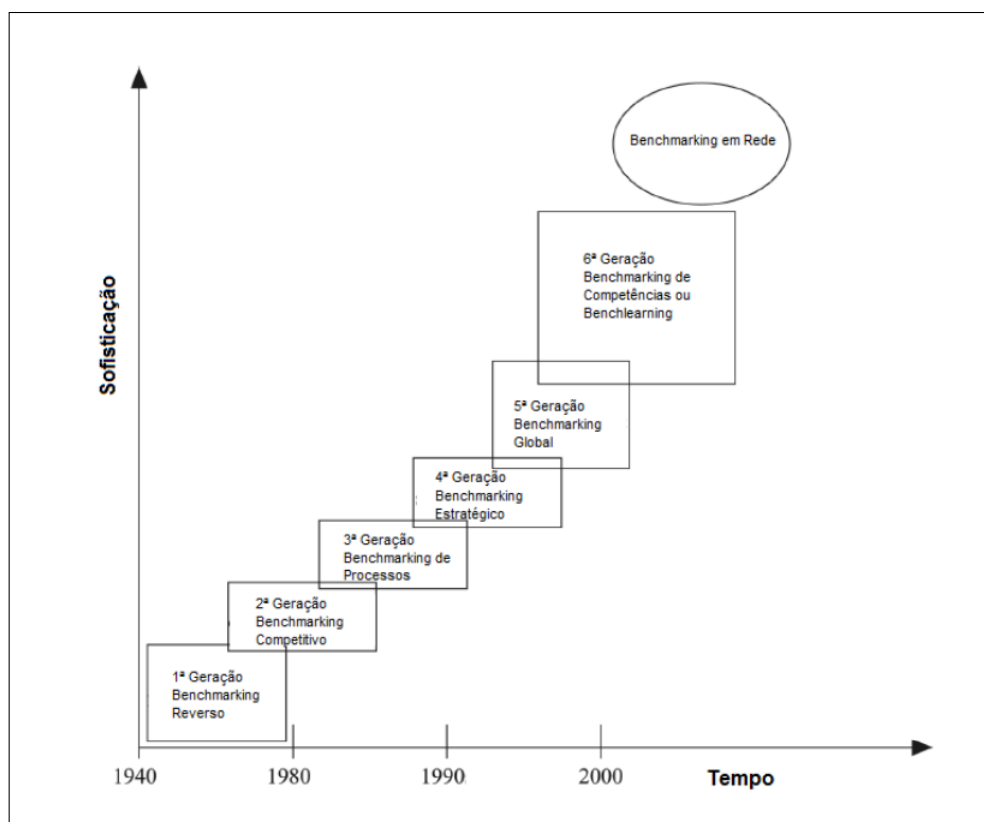 Benchmarking em Rede
6ª Geração
Benchmarking de
Competências ou
Benchlearning
Sofisticação
5ª Geração
Benchmarking
Global
4ª Geração
Benchmarking
Estratégico
3ª Geração
Benchmarking de
Processos
2ª Geração
Benchmarking
Competitivo
1ª Geração
Benchmarking
Reverso
1940
1980
1990
2000
Tempo